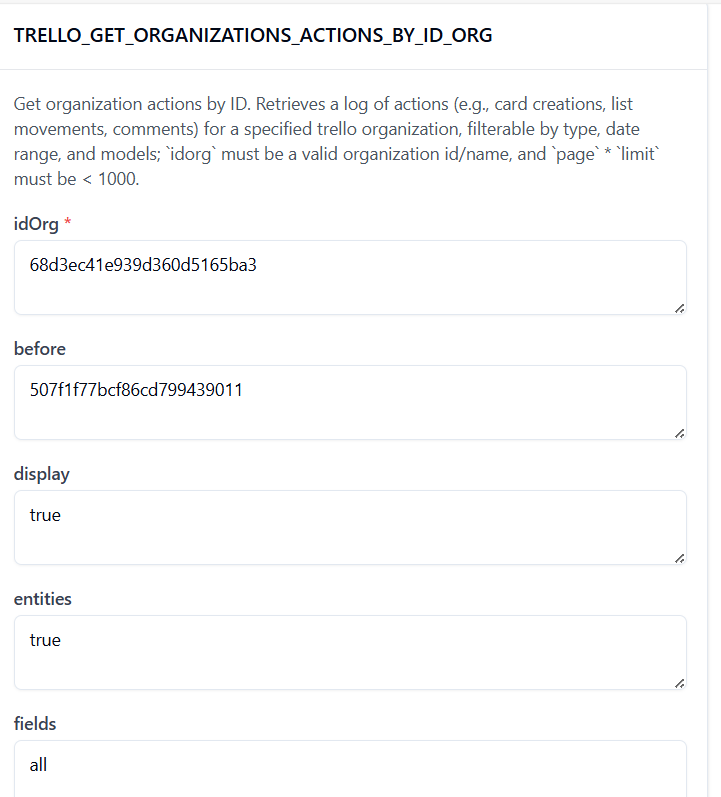 TRELLO_GET_ORGANIZATIONS_ACTIONS_BY_ID_ORG
Get organization actions by ID. Retrieves a log of actions (e.g., card creations, list
movements, comments) for a specified trello organization, filterable by type, date
range, and models; `idorg` must be a valid organization id/name, and `page` * `limit`
must be < 1000.
idOrg *
68d3ec41e939d360d5165ba3
before
507f1f77bcf86cd799439011
display
true
entities
true
fields
all